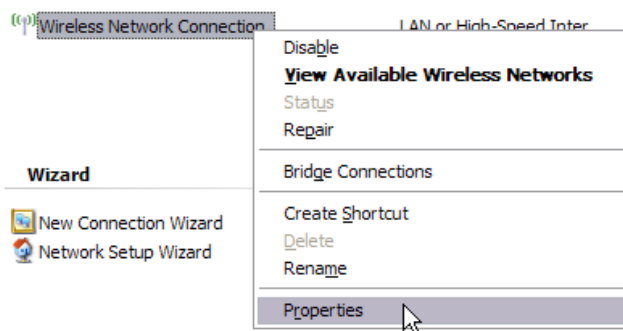 Wireless Network Connection LAN or High-Speed Inter
Disable
View Available Wireless Networks
Status
Repair
Bridge Connections
Create Shortcut
Delete
Rename
Properties
Wizard
New Connection Wizard
Network Setup Wizard